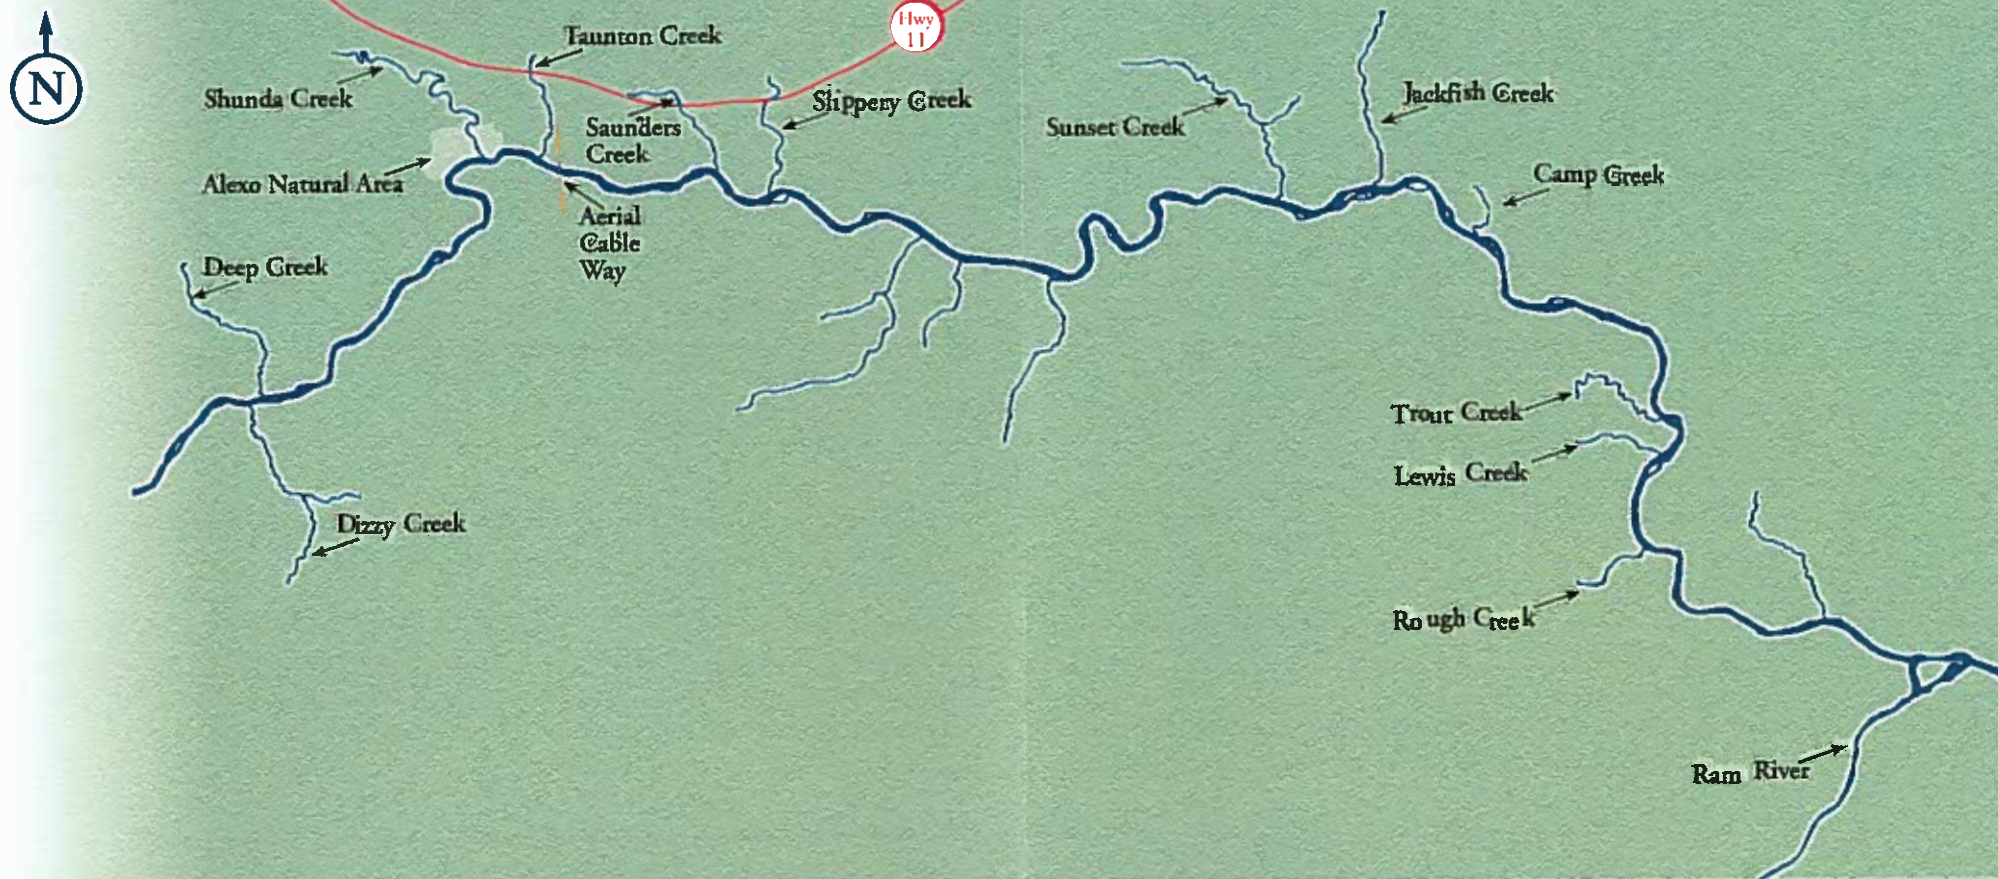 Hwy
11
N
Taunton Creek
Shunda Creek
Slippery Creek
Saunders
Creek
Alexo Natural Area
Aerial
Cable
Way
Deep Creek
Dizzy Creek
Sunset Creek
Jackfish Creek
Camp Creek
Trout Creek
Lewis Creek
Rough Creek
Ram River